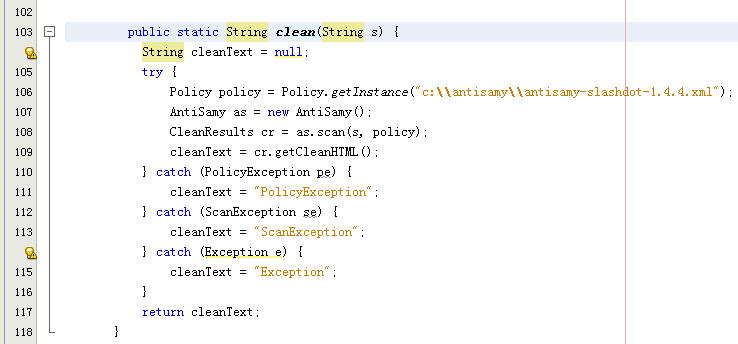 102
103 public static String clean(String s) {
String cleanText = null;
105 try {
106 Policy policy = Policy.getInstance("c:\\antisamy\\antisamy-slashdot-1.4.4.xml");
107 AntiSamy as = new AntiSamy();
108 CleanResults cr = as.scan(s, policy);
109 cleanText = cr.getCleanHTML();
110 } catch (PolicyException pe) {
111 cleanText = "PolicyException";
112 } catch (ScanException se) {
113 cleanText = "ScanException";
} catch (Exception e) {
115 cleanText = "Exception";
116 }
117 return cleanText;
118 }